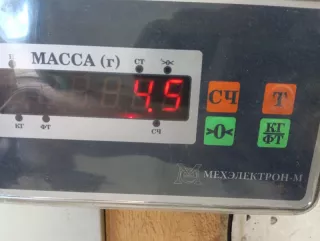 МАССА (г) СТ
4.5
СЧ Т
КГ ФТ СЧ >0< КГ ФТ
МЕХЭЛЕКТРОН-М